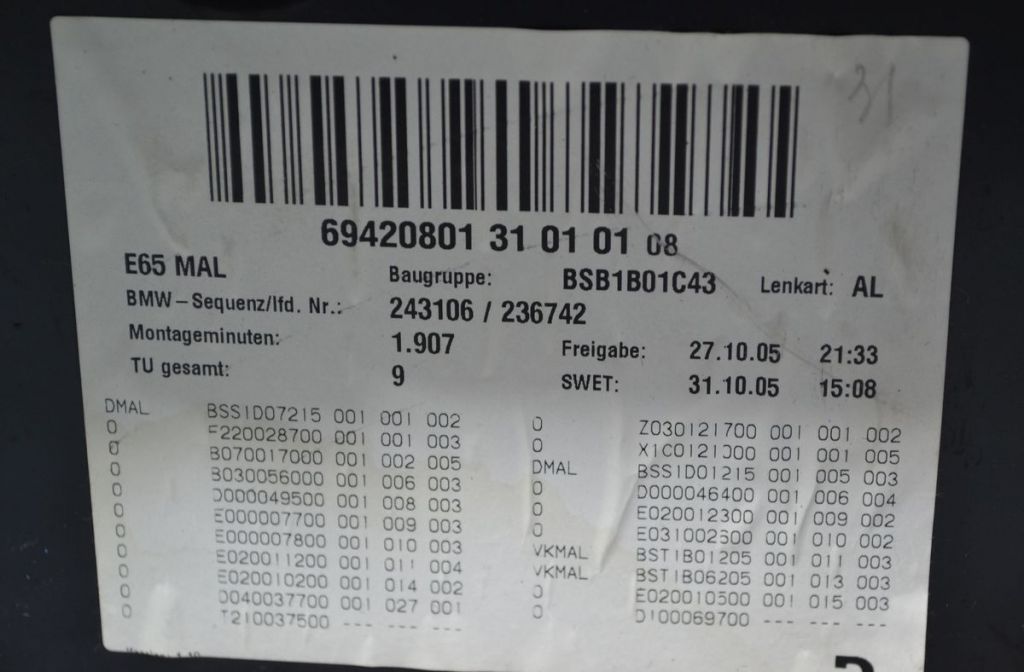 31
69420801 31 01 01 08
E65 MAL Baugruppe: BSB1B01C43 Lenkart: AL
BMW-Sequenz/lfd. Nr.: 243106 / 236742
Montageminuten: 1.907 Freigabe: 27.10.05 21:33
TU gesamt: 9 SWET: 31.10.05 15:08
DMAL BSS1D07215 001 001 002 0 Z030121700 001 001 002
0 F220028700 001 001 003 0 X1C0121000 001 001 005
0 B070017000 001 002 005 DMAL BSS1D01215 001 005 003
0 B030056000 001 006 003 0 D000046400 001 006 004
0 D000049500 001 008 003 0 E020012300 001 009 002
0 E000007700 001 009 003 0 E031002600 001 010 002
0 E000007800 001 010 003 VKMAL BST1B01205 001 011 003
0 E020011200 001 011 004 VKMAL BST1B06205 001 013 003
0 E020010200 001 014 002 0 E020010500 001 015 003
0 D040037700 001 027 001 0 D100069700 --- --- ---
0 T210037500 --- --- ---